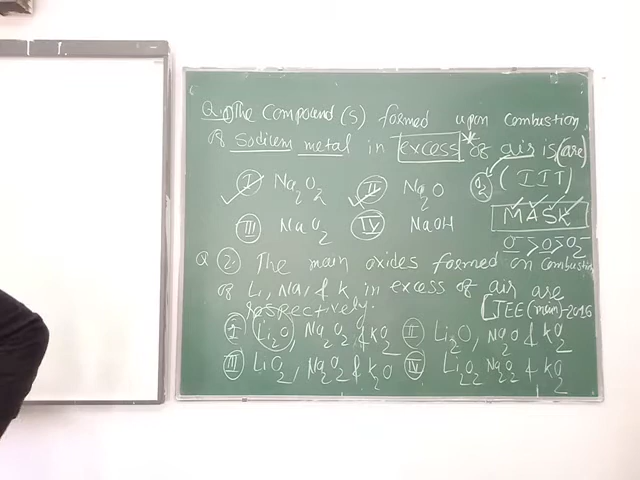 Q.1) The Compound(s) formed upon combustion
of Sodium metal in excess* of air is (are)
I Na2O2 II Na2O O2 (IIT)
III NaO2 IV NaOH MASK
O- > O > O2-
Q 2. The main oxides formed on combustion
of Li, Na, & K in excess of air are
respectively. [JEE (main)-2016
I Li2O, Na2O2 & KO2 II Li2O, Na2O & KO2
III LiO2, Na2O2 & K2O IV Li2O2 Na2O2 & KO2